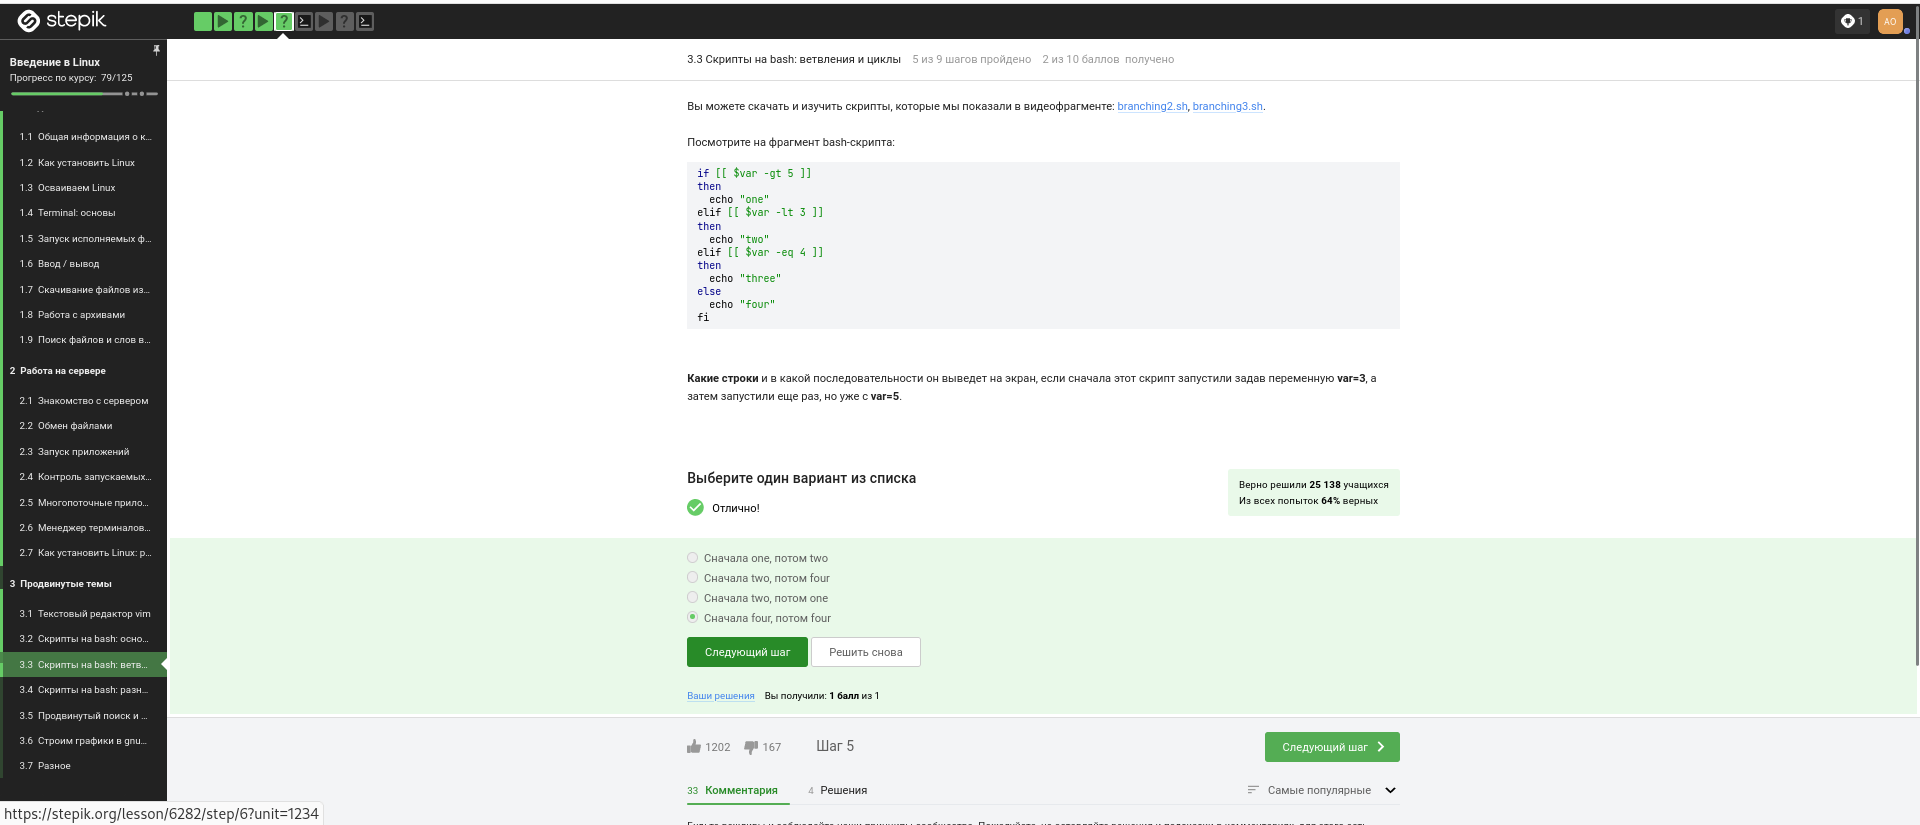 stepik
1
AO
Введение в Linux
Прогресс по курсу: 79/125
1.1 Общая информация о к...
1.2 Как установить Linux
1.3 Осваиваем Linux
1.4 Terminal: основы
1.5 Запуск исполняемых ф...
1.6 Ввод / вывод
1.7 Скачивание файлов из...
1.8 Работа с архивами
1.9 Поиск файлов и слов в...
2 Работа на сервере
2.1 Знакомство с сервером
2.2 Обмен файлами
2.3 Запуск приложений
2.4 Контроль запускаемых...
2.5 Многопоточные прило...
2.6 Менеджер терминалов...
2.7 Как установить Linux: р...
3 Продвинутые темы
3.1 Текстовый редактор vim
3.2 Скрипты на bash: осно...
3.3 Скрипты на bash: ветв...
3.4 Скрипты на bash: разн...
3.5 Продвинутый поиск и ...
3.6 Строим графики в gnu...
3.7 Разное
3.3 Скрипты на bash: ветвления и циклы 5 из 9 шагов пройдено 2 из 10 баллов получено
Вы можете скачать и изучить скрипты, которые мы показали в видеофрагменте: branching2.sh, branching3.sh.
Посмотрите на фрагмент bash-скрипта:
if [[ $var -gt 5 ]]
then
echo "one"
elif [[ $var -lt 3 ]]
then
echo "two"
elif [[ $var -eq 4 ]]
then
echo "three"
else
echo "four"
fi
Какие строки и в какой последовательности он выведет на экран, если сначала этот скрипт запустили задав переменную var=3, а
затем запустили еще раз, но уже с var=5.
Выберите один вариант из списка
Отлично!
Верно решили 25 138 учащихся
Из всех попыток 64% верных
Сначала one, потом two
Сначала two, потом four
Сначала two, потом one
Сначала four, потом four
Следующий шаг Решить снова
Ваши решения Вы получили: 1 балл из 1
1202 167 Шаг 5 Следующий шаг
33 Комментария 4 Решения Самые популярные
https://stepik.org/lesson/6282/step/6?unit=1234